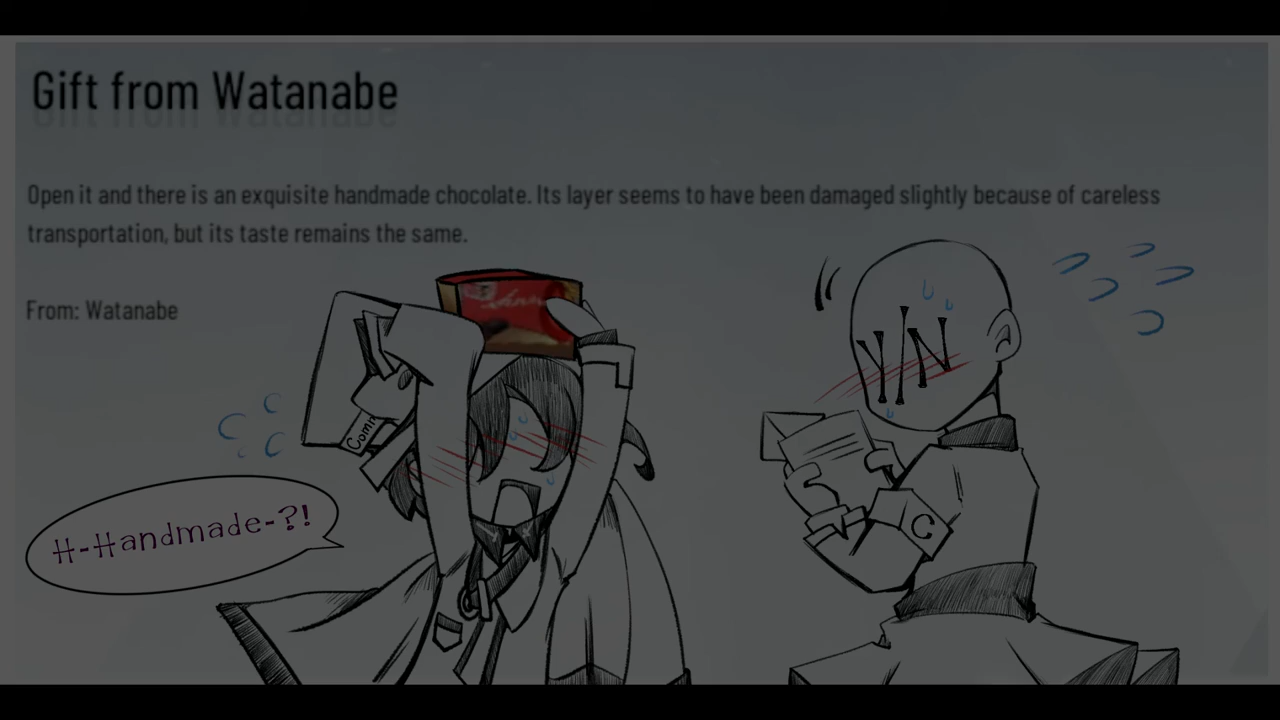 Gift from Watanabe
Open it and there is an exquisite handmade chocolate. Its layer seems to have been damaged slightly because of careless
transportation, but its taste remains the same.
From: Watanabe
Y/N
Comm
C
H-Handmade-?!